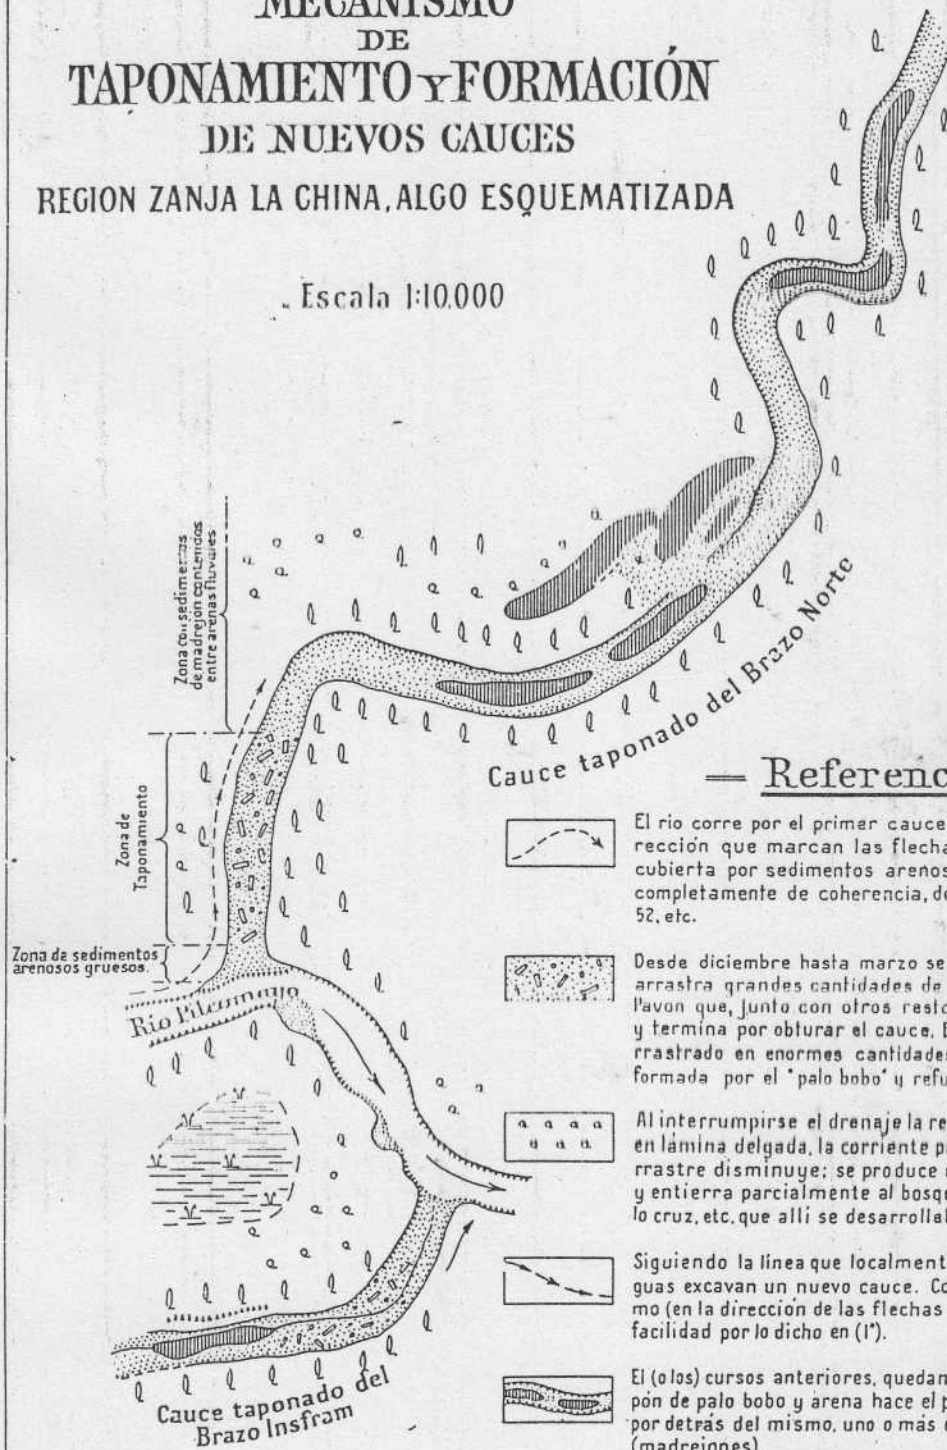 MECANISMO
DE
TAPONAMIENTO Y FORMACIÓN
DE NUEVOS CAUCES
REGION ZANJA LA CHINA, ALGO ESQUEMATIZADA
Escala 1:10.000
Zona con sedimentos
de madrejón contenidos
entre arenas fluviales
Zona de
Taponamiento
Zona de sedimentos
arenosos gruesos.
Río Pilcomayo
Cauce taponado del Brazo Norte
Cauce taponado del
Brazo Insfram
Referenc
El rio corre por el primer cauce
rección que marcan las flecha
cubierta por sedimentos arenos
completamente de coherencia, de
52, etc.
Desde diciembre hasta marzo se
arrastra grandes cantidades de
l'avon que, junto con otros resto
y termina por obturar el cauce. E
rrastrado en enormes cantidades
formada por el "palo bobo" y refu
Al interrumpirse el drenaje la re
en lámina delgada, la corriente p
rrastre disminuye; se produce
y entierra parcialmente al bosqu
lo cruz, etc. que allí se desarrollab
Siguiendo la línea que localment
guas excavan un nuevo cauce. Co
mo (en la dirección de las flechas
facilidad por lo dicho en (1°).
El (o los) cursos anteriores, quedan
pón de palo bobo y arena hace el p
por detrás del mismo, uno o más
(madrejones)